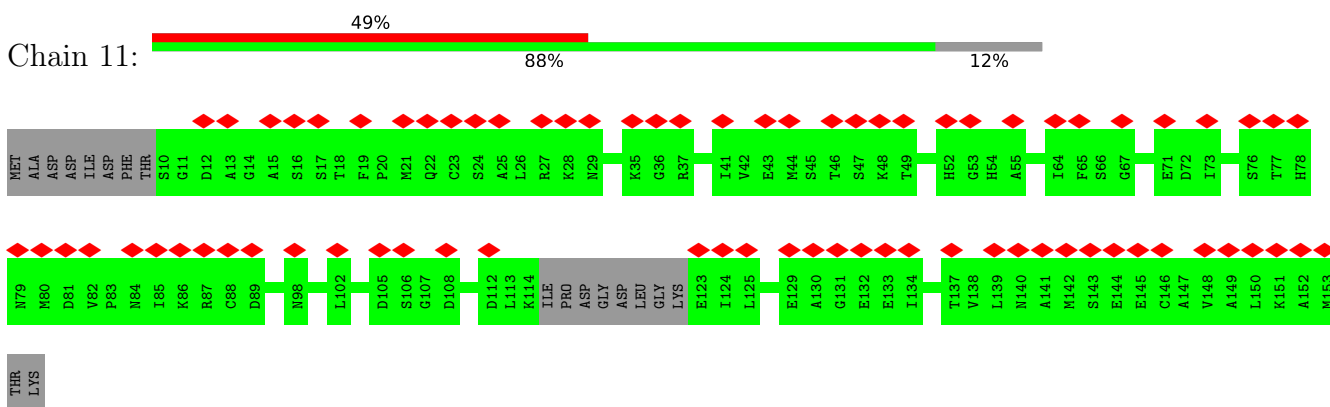 49%
Chain 11:
88% 12%
MET ALA ASP ASP ILE ASP PHE THR S10 G11 D12 A13 G14 A15 S16 S17 T18 F19 P20 M21 Q22 C23 S24 A25 L26 R27 K28 N29 K35 G36 R37 I41 V42 E43 M44 S45 T46 S47 K48 T49 H52 G53 H54 A55 I64 F65 S66 G67 E71 D72 I73 S76 T77 H78
N79 M80 D81 V82 P83 N84 I85 K86 R87 C88 D89 N98 L102 D105 S106 G107 D108 D112 L113 K114 ILE PRO ASP GLY ASP LEU GLY LYS E123 I124 L125 E129 A130 G131 E132 E133 I134 T137 V138 L139 N140 A141 M142 S143 E144 E145 C146 A147 V148 A149 L150 K151 A152 M153
THR LYS